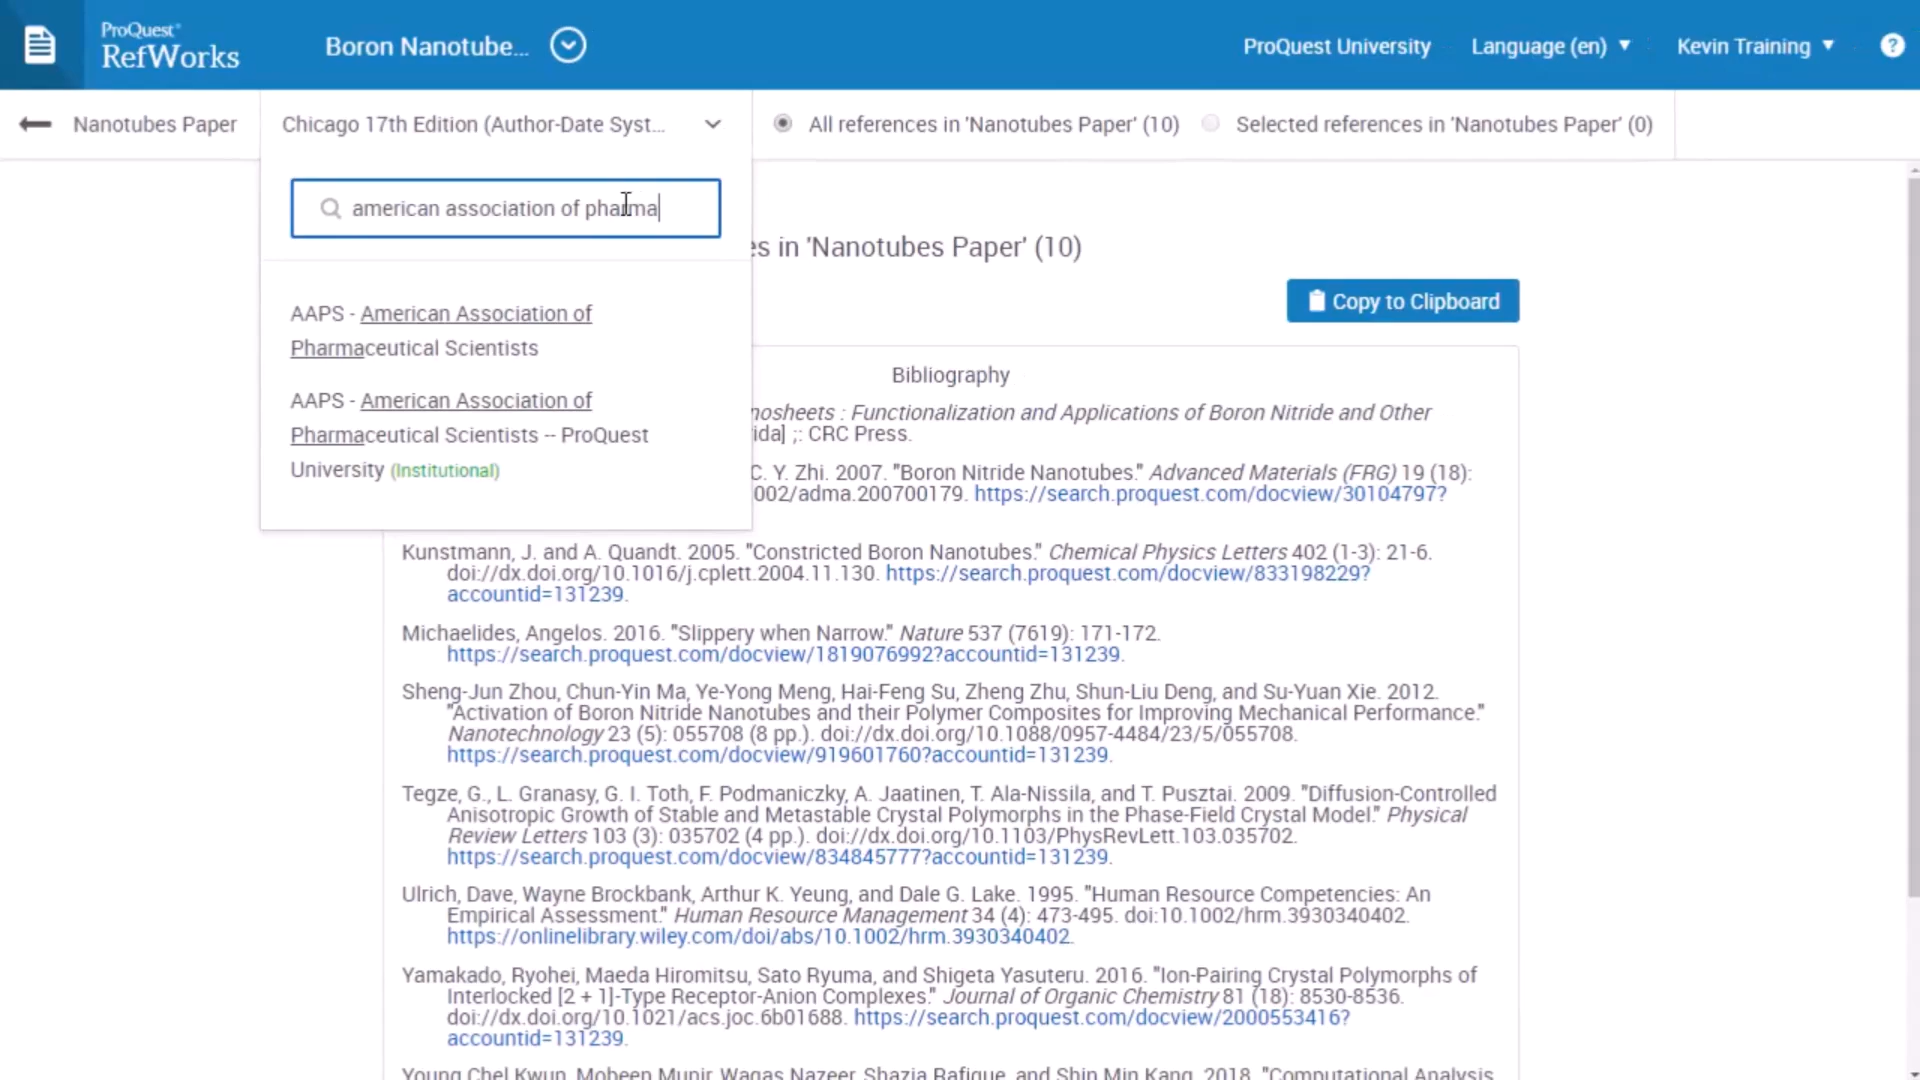 ProQuest®
RefWorks
Boron Nanotube...
ProQuest University
Language (en)
Kevin Training
?
Nanotubes Paper
Chicago 17th Edition (Author-Date Syst...
All references in 'Nanotubes Paper' (10)
Selected references in 'Nanotubes Paper' (0)
american association of pharma
es in 'Nanotubes Paper' (10)
Copy to Clipboard
AAPS - American Association of
Pharmaceutical Scientists
AAPS - American Association of
Pharmaceutical Scientists -- ProQuest
University (Institutional)
Bibliography
nosheets : Functionalization and Applications of Boron Nitride and Other
ida] ;: CRC Press.
C. Y. Zhi. 2007. "Boron Nitride Nanotubes." Advanced Materials (FRG) 19 (18):
002/adma.200700179. https://search.proquest.com/docview/30104797?
Kunstmann, J. and A. Quandt. 2005. "Constricted Boron Nanotubes." Chemical Physics Letters 402 (1-3): 21-6.
doi://dx.doi.org/10.1016/j.cplett.2004.11.130. https://search.proquest.com/docview/833198229?
accountid=131239.
Michaelides, Angelos. 2016. "Slippery when Narrow." Nature 537 (7619): 171-172.
https://search.proquest.com/docview/1819076992?accountid=131239.
Sheng-Jun Zhou, Chun-Yin Ma, Ye-Yong Meng, Hai-Feng Su, Zheng Zhu, Shun-Liu Deng, and Su-Yuan Xie. 2012.
"Activation of Boron Nitride Nanotubes and their Polymer Composites for Improving Mechanical Performance."
Nanotechnology 23 (5): 055708 (8 pp.). doi://dx.doi.org/10.1088/0957-4484/23/5/055708.
https://search.proquest.com/docview/919601760?accountid=131239.
Tegze, G., L. Granasy, G. I. Toth, F. Podmaniczky, A. Jaatinen, T. Ala-Nissila, and T. Pusztai. 2009. "Diffusion-Controlled
Anisotropic Growth of Stable and Metastable Crystal Polymorphs in the Phase-Field Crystal Model." Physical
Review Letters 103 (3): 035702 (4 pp.). doi://dx.doi.org/10.1103/PhysRevLett.103.035702.
https://search.proquest.com/docview/834845777?accountid=131239.
Ulrich, Dave, Wayne Brockbank, Arthur K. Yeung, and Dale G. Lake. 1995. "Human Resource Competencies: An
Empirical Assessment." Human Resource Management 34 (4): 473-495. doi:10.1002/hrm.3930340402.
https://onlinelibrary.wiley.com/doi/abs/10.1002/hrm.3930340402.
Yamakado, Ryohei, Maeda Hiromitsu, Sato Ryuma, and Shigeta Yasuteru. 2016. "Ion-Pairing Crystal Polymorphs of
Interlocked [2 + 1]-Type Receptor-Anion Complexes." Journal of Organic Chemistry 81 (18): 8530-8536.
doi://dx.doi.org/10.1021/acs.joc.6b01688. https://search.proquest.com/docview/2000553416?
accountid=131239.
Young Chel Kwun, Mobeen Munir, Waqas Nazeer, Shazia Rafique, and Shin Min Kang. 2018. "Computational Analysis